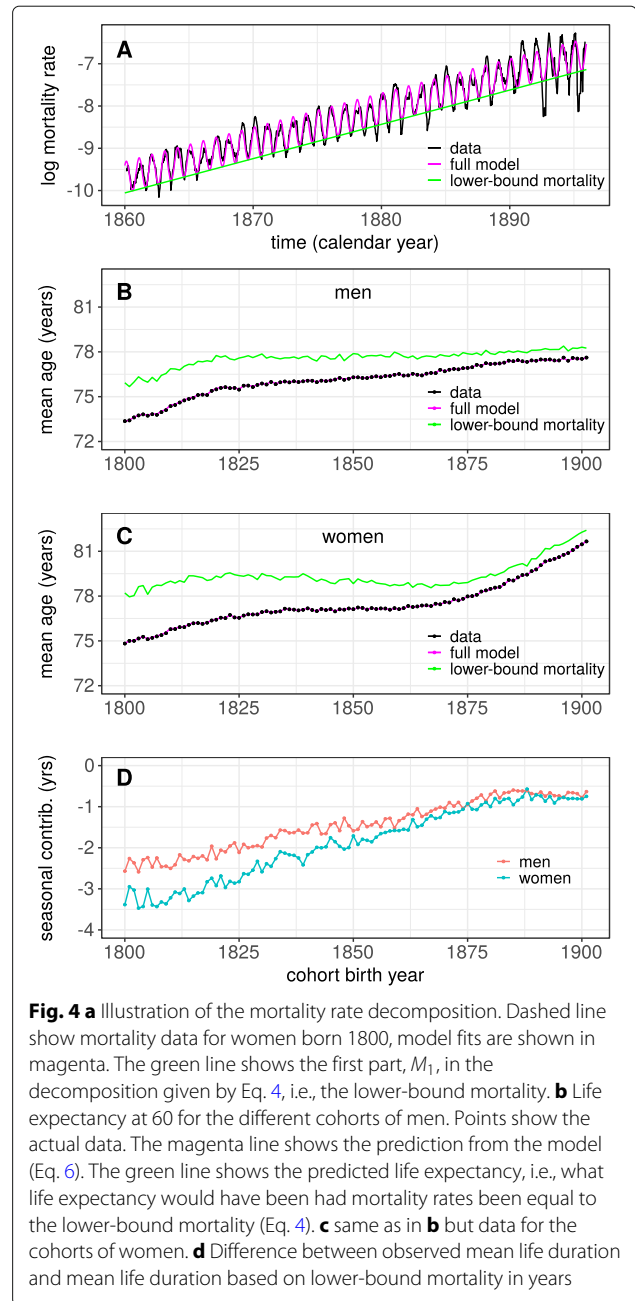 A
-7
-8
-9
-10
log mortality rate
data
full model
lower-bound mortality
1860 1870 1880 1890
time (calendar year)
B men
81
78
75
72
mean age (years)
data
full model
lower-bound mortality
1800 1825 1850 1875 1900
C women
81
78
75
72
mean age (years)
data
full model
lower-bound mortality
1800 1825 1850 1875 1900
D
0
-1
-2
-3
-4
seasonal contrib. (yrs)
men
women
1800 1825 1850 1875 1900
cohort birth year
Fig. 4 a Illustration of the mortality rate decomposition. Dashed line
show mortality data for women born 1800, model fits are shown in
magenta. The green line shows the first part, M₁, in the
decomposition given by Eq. 4, i.e., the lower-bound mortality. b Life
expectancy at 60 for the different cohorts of men. Points show the
actual data. The magenta line shows the prediction from the model
(Eq. 6). The green line shows the predicted life expectancy, i.e., what
life expectancy would have been had mortality rates been equal to
the lower-bound mortality (Eq. 4). c same as in b but data for the
cohorts of women. d Difference between observed mean life duration
and mean life duration based on lower-bound mortality in years